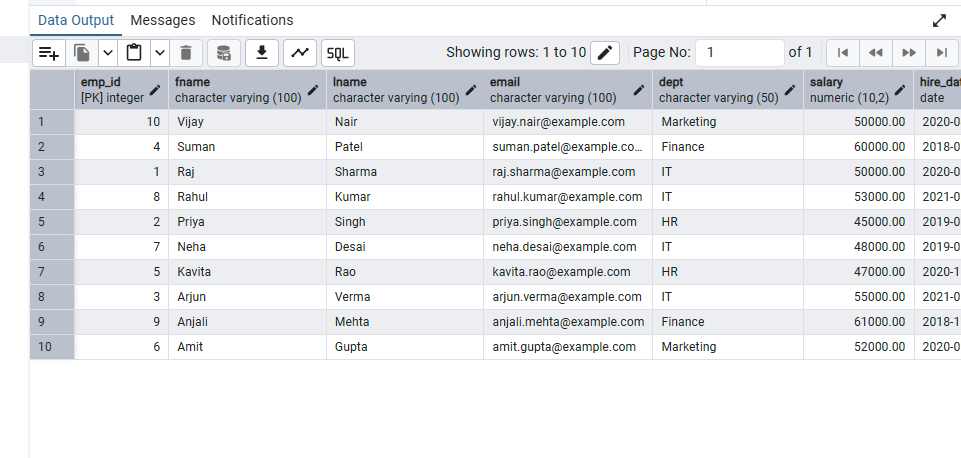 Data Output Messages Notifications
SQL Showing rows: 1 to 10 Page No: 1 of 1
emp_id fname lname email dept salary hire_dat
[PK] integer character varying (100) character varying (100) character varying (100) character varying (50) numeric (10,2) date
1 10 Vijay Nair vijay.nair@example.com Marketing 50000.00 2020-0
2 4 Suman Patel suman.patel@example.co... Finance 60000.00 2018-0
3 1 Raj Sharma raj.sharma@example.com IT 50000.00 2020-0
4 8 Rahul Kumar rahul.kumar@example.com IT 53000.00 2021-0
5 2 Priya Singh priya.singh@example.com HR 45000.00 2019-0
6 7 Neha Desai neha.desai@example.com IT 48000.00 2019-0
7 5 Kavita Rao kavita.rao@example.com HR 47000.00 2020-1
8 3 Arjun Verma arjun.verma@example.com IT 55000.00 2021-0
9 9 Anjali Mehta anjali.mehta@example.com Finance 61000.00 2018-1
10 6 Amit Gupta amit.gupta@example.com Marketing 52000.00 2020-0